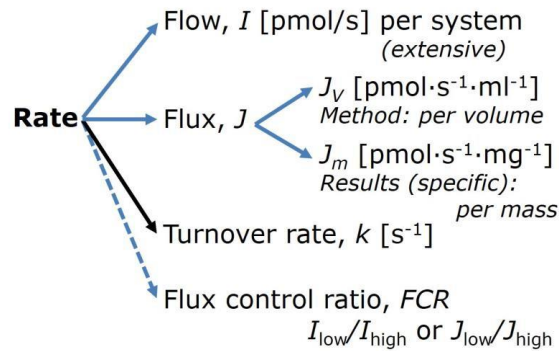 Flow, I [pmol/s] per system
(extensive)
Rate
Flux, J
J_V [pmol·s⁻¹·ml⁻¹]
Method: per volume
J_m [pmol·s⁻¹·mg⁻¹]
Results (specific):
per mass
Turnover rate, k [s⁻¹]
Flux control ratio, FCR
I_low/I_high or J_low/J_high